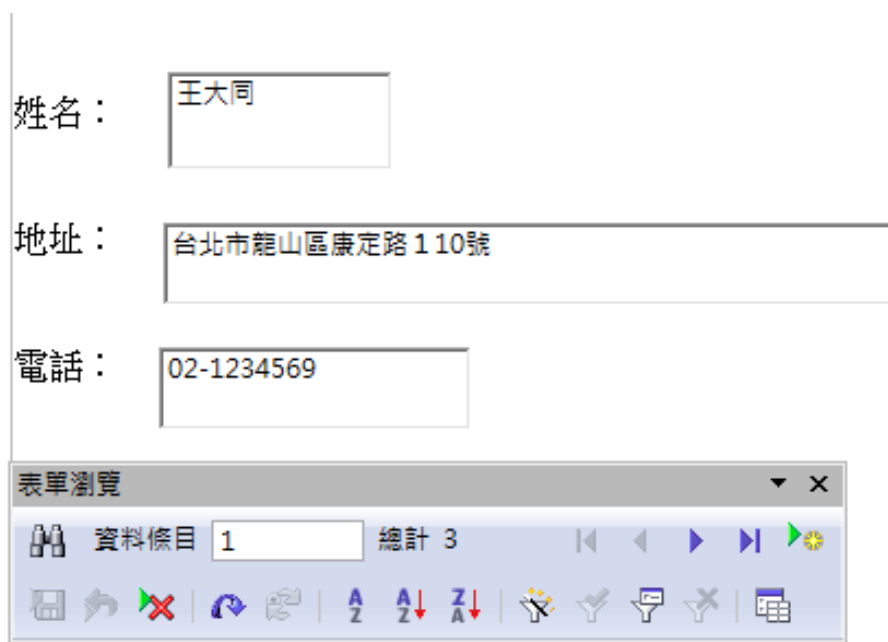 姓名：
王大同
地址：
台北市龍山區康定路１10號
電話：
02-1234569
表單瀏覽
資料條目 1 總計 3